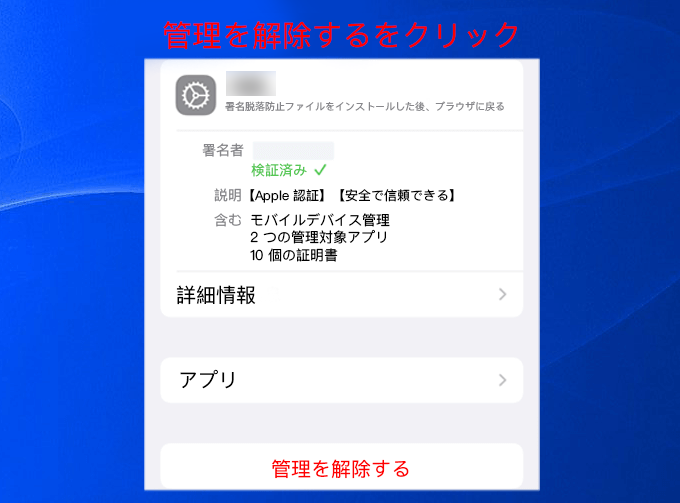 管理を解除するをクリック
署名脱落防止ファイルをインストールした後、ブラウザに戻る
署名者
検証済み ✓
説明 【Apple 認証】【安全で信頼できる】
含む モバイルデバイス管理
2 つの管理対象アプリ
10 個の証明書
詳細情報
アプリ
管理を解除する